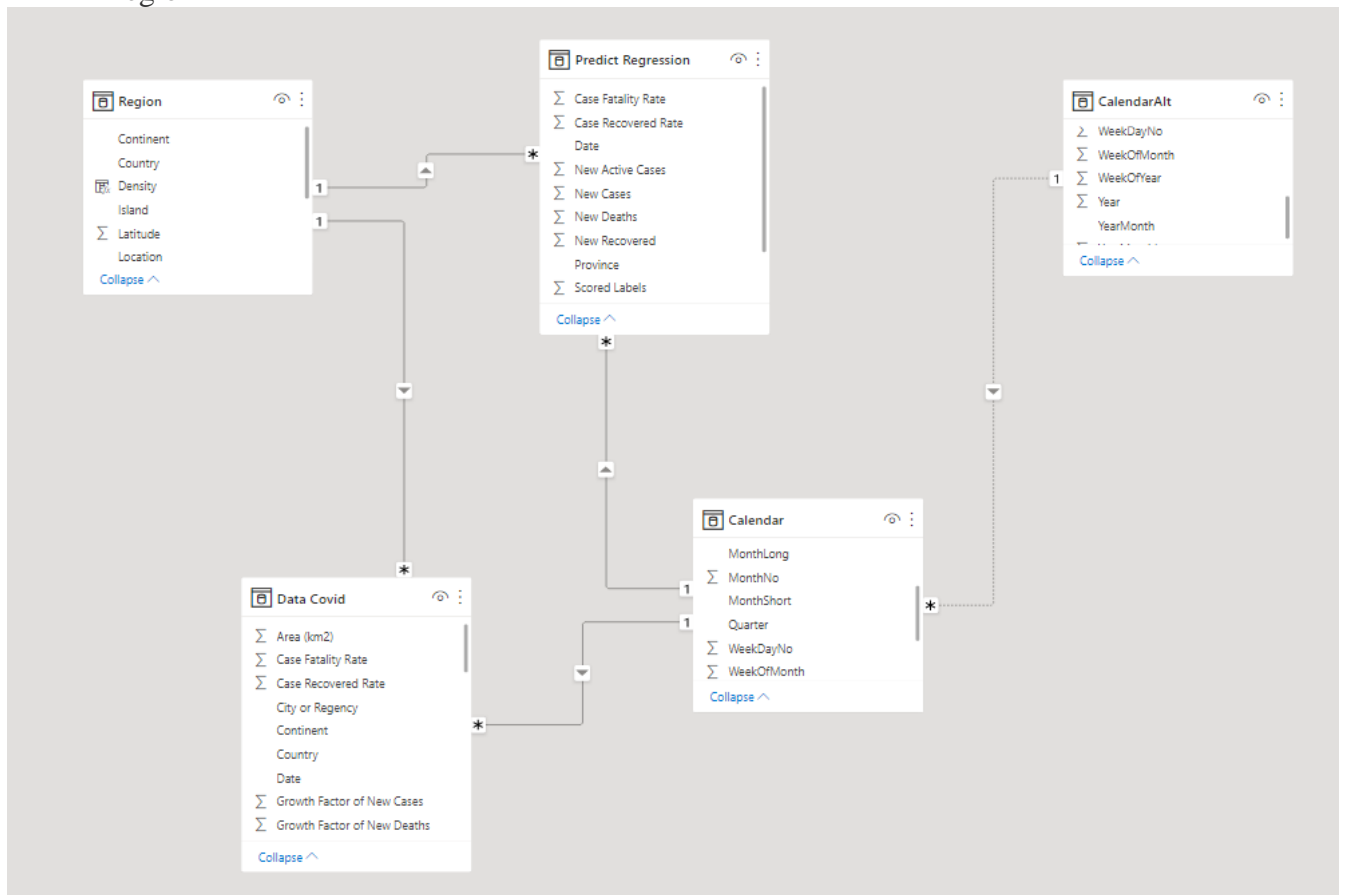 Region
Continent
Country
Density
Island
Σ Latitude
Location
Collapse
1
1
Predict Regression
Σ Case Fatality Rate
Σ Case Recovered Rate
Date
Σ New Active Cases
Σ New Cases
Σ New Deaths
Σ New Recovered
Province
Σ Scored Labels
Collapse
*
*
CalendarAlt
Σ WeekDayNo
Σ WeekOfMonth
Σ WeekOfYear
Σ Year
YearMonth
Collapse
1
Data Covid
Σ Area (km2)
Σ Case Fatality Rate
Σ Case Recovered Rate
City or Regency
Continent
Country
Date
Σ Growth Factor of New Cases
Σ Growth Factor of New Deaths
Collapse
*
*
Calendar
MonthLong
Σ MonthNo
MonthShort
Quarter
Σ WeekDayNo
Σ WeekOfMonth
Collapse
1
1
*